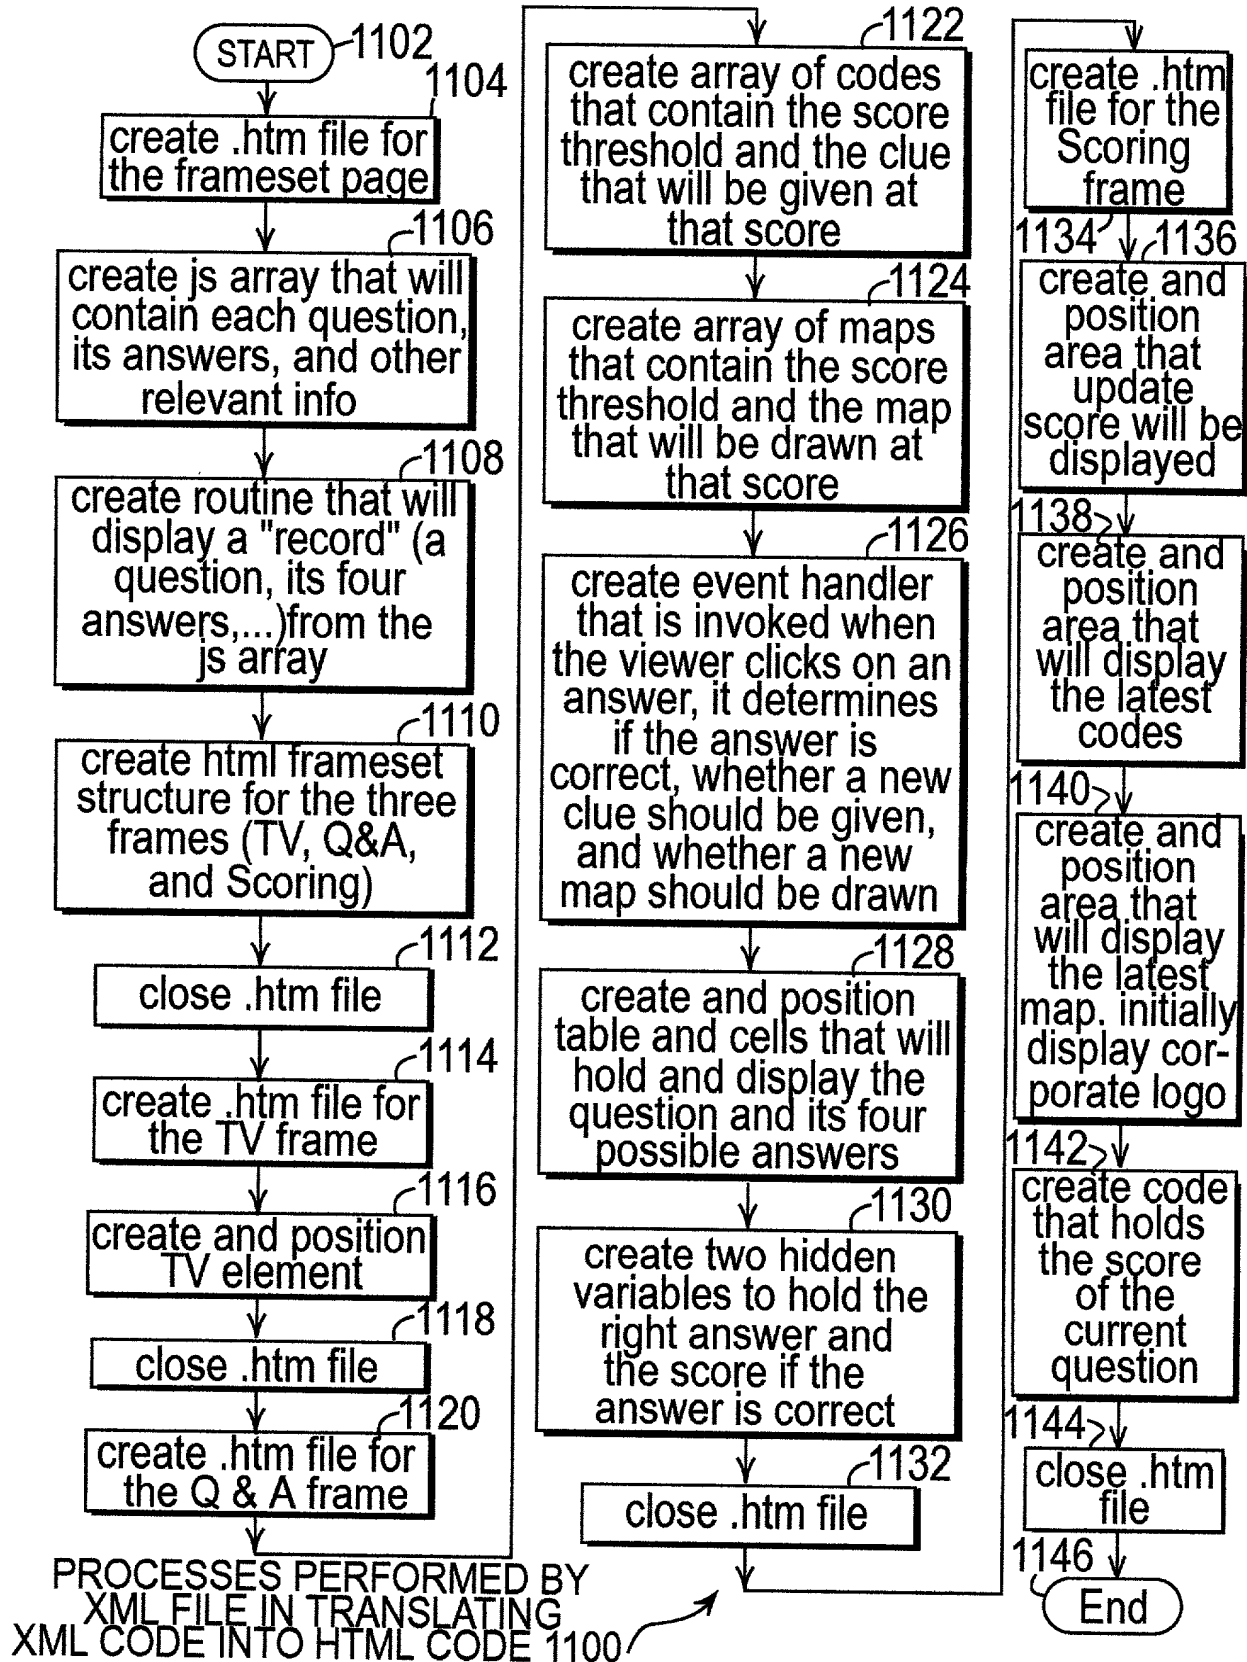 START
1102
1104
create .htm file for
the frameset page
1106
create js array that will
contain each question,
its answers, and other
relevant info
1108
create routine that will
display a "record" (a
question, its four
answers,...)from the
js array
1110
create html frameset
structure for the three
frames (TV, Q&A,
and Scoring)
1112
close .htm file
1114
create .htm file for
the TV frame
1116
create and position
TV element
1118
close .htm file
1120
create .htm file for
the Q & A frame
1122
create array of codes
that contain the score
threshold and the clue
that will be given at
that score
1124
create array of maps
that contain the score
threshold and the map
that will be drawn at
that score
1126
create event handler
that is invoked when
the viewer clicks on an
answer, it determines
if the answer is
correct, whether a new
clue should be given,
and whether a new
map should be drawn
1128
create and position
table and cells that will
hold and display the
question and its four
possible answers
1130
create two hidden
variables to hold the
right answer and
the score if the
answer is correct
1132
close .htm file
create .htm
file for the
Scoring
frame
1134
1136
create and
position
area that
update
score will be
displayed
1138
create and
position
area that
will display
the latest
codes
1140
create and
position
area that
will display
the latest
map. initially
display cor-
porate logo
1142
create code
that holds
the score
of the
current
question
1144
close .htm
file
1146
End
PROCESSES PERFORMED BY
XML FILE IN TRANSLATING
XML CODE INTO HTML CODE 1100